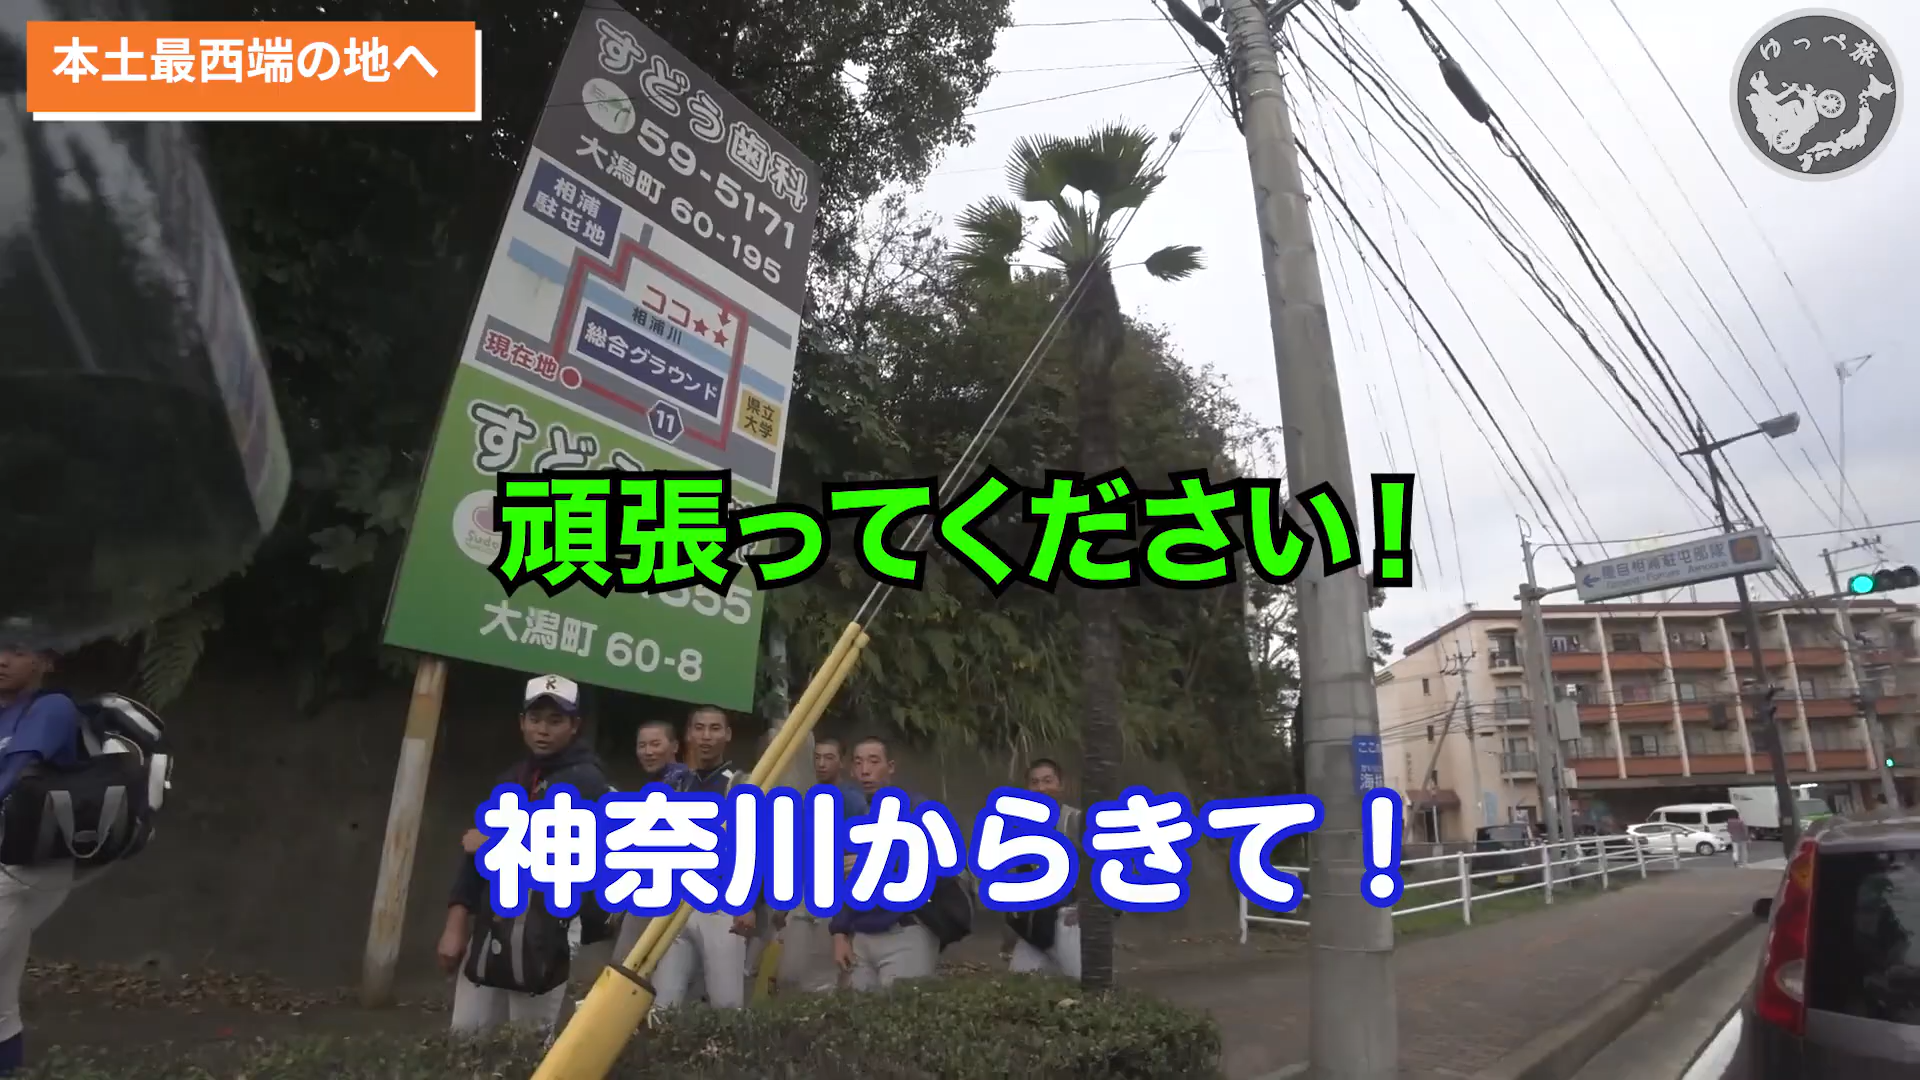 本土最西端の地へ
ゆっぺ旅
すどう歯科
59-5171
大潟町 60-195
相浦
駐屯地
ココ
相浦川
総合グラウンド
現在地
11
県立
大学
すどう
大潟町 60-8
頑張ってください！
神奈川からきて！
陸自相浦駐屯部隊